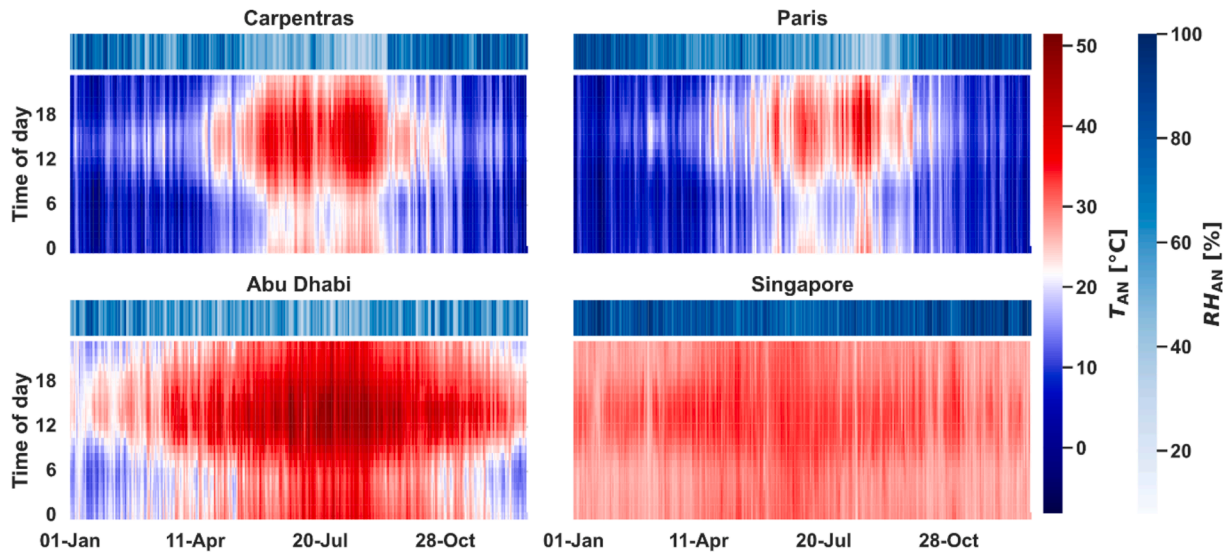 Carpentras
Paris
Time of day
18
12
6
0
50
40
30
20
10
0
T_AN [°C]
100
80
60
40
20
RH_AN [%]
Abu Dhabi
Singapore
Time of day
18
12
6
0
01-Jan 11-Apr 20-Jul 28-Oct
01-Jan 11-Apr 20-Jul 28-Oct